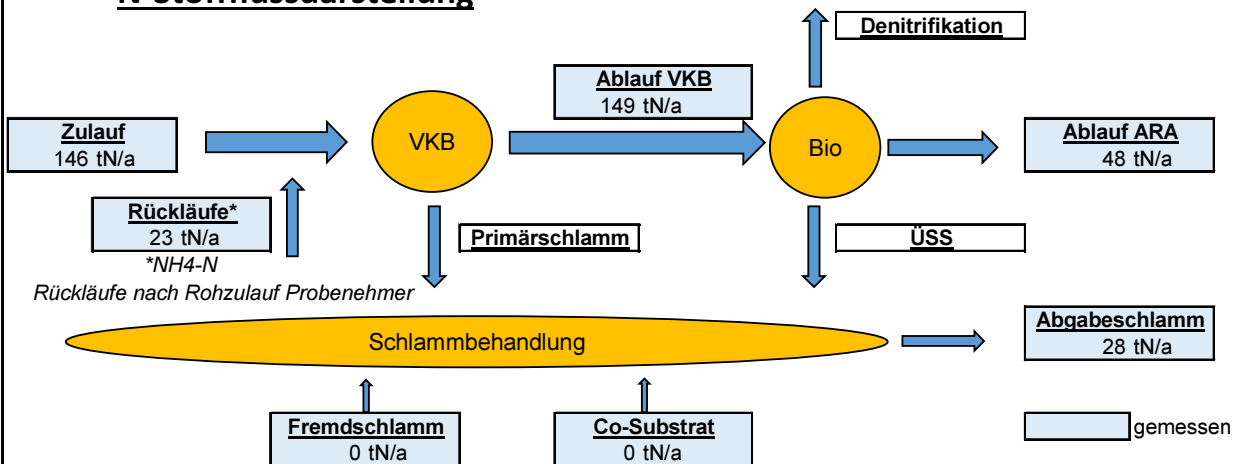 N-Stoffflussdarstellung
Denitrifikation
Ablauf VKB
149 tN/a
Zulauf
146 tN/a
VKB
Bio
Ablauf ARA
48 tN/a
Rückläufe*
23 tN/a
*NH4-N
Rückläufe nach Rohzulauf Probenehmer
Primärschlamm
ÜSS
Schlammbehandlung
Abgabeschlamm
28 tN/a
Fremdschlamm
0 tN/a
Co-Substrat
0 tN/a
gemessen